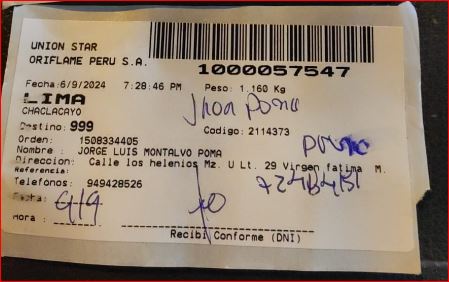 UNION STAR
ORIFLAME PERU S.A.
1000057547
Fecha:6/9/2024 7:28:46 PM Peso: 1.160 Kg
LIMA
CHACLACAYO
Jhon Poma
Destino: 999 Codigo: 2114373
Orden: 1508334405
Nombre : JORGE LUIS MONTALVO POMA
Direccion: Calle los helenios Mz. U Lt. 29 Virgen fatima M.
Referencia:
Telefonos: 949428526
Fecha:
Hora :
Recibi Conforme (DNI)